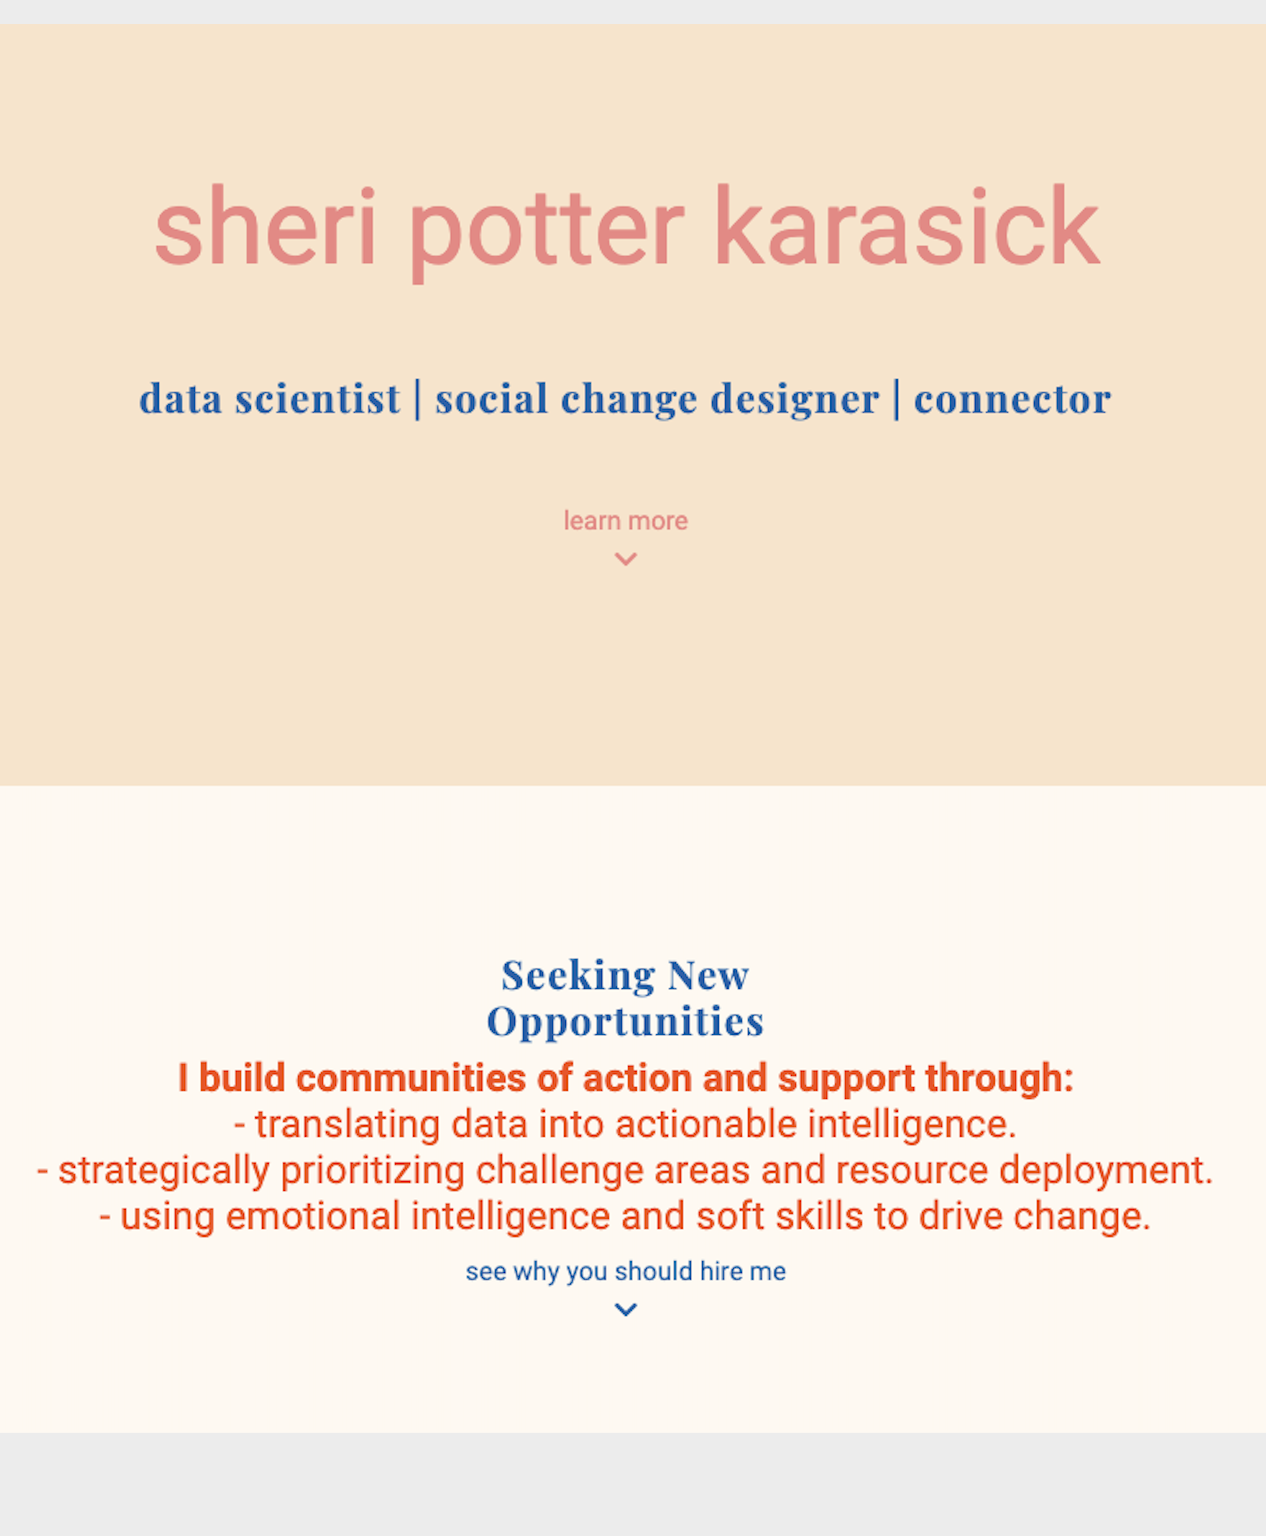 sheri potter karasick
data scientist | social change designer | connector
learn more
Seeking New
Opportunities
I build communities of action and support through:
- translating data into actionable intelligence.
- strategically prioritizing challenge areas and resource deployment.
- using emotional intelligence and soft skills to drive change.
see why you should hire me